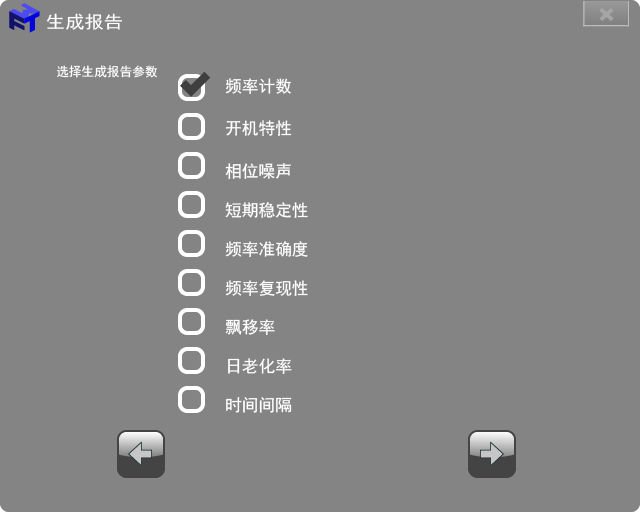 生成报告
选择生成报告参数
频率计数
开机特性
相位噪声
短期稳定性
频率准确度
频率复现性
飘移率
日老化率
时间间隔